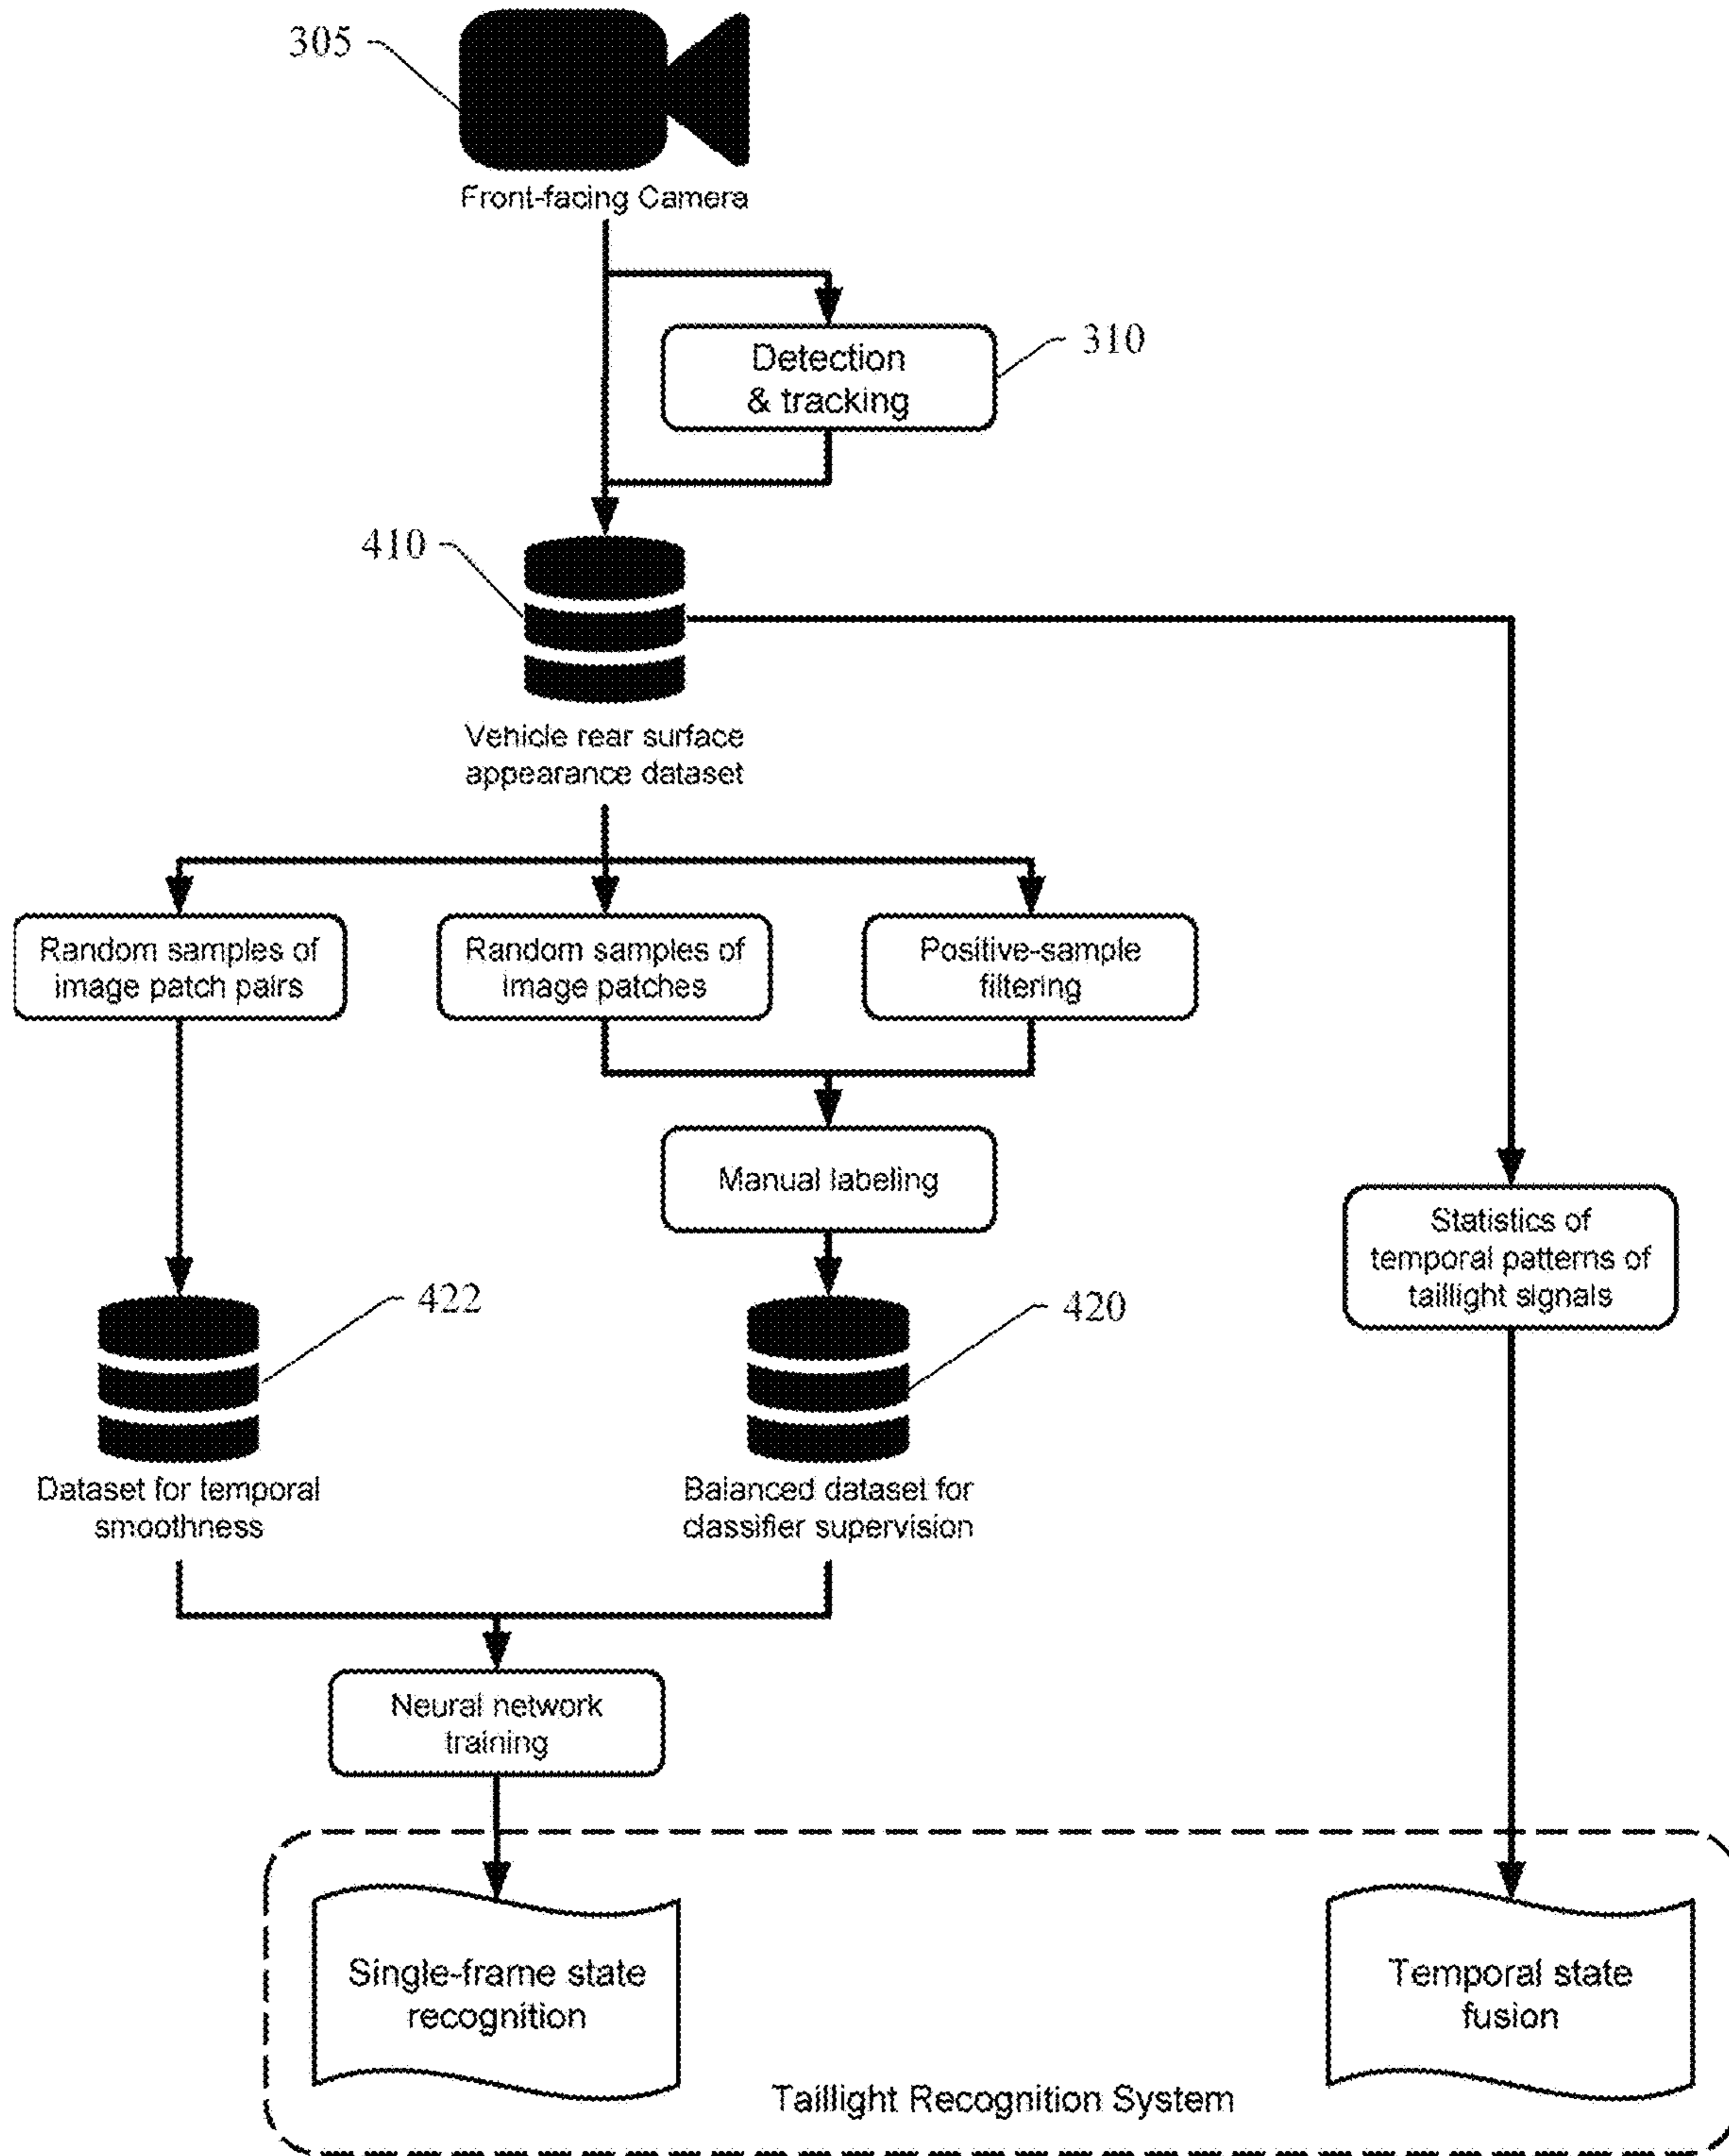 305
Front-facing Camera
Detection
& tracking
310
410
Vehicle rear surface
appearance dataset
Random samples of
image patch pairs
Random samples of
image patches
Positive-sample
filtering
Manual labeling
Statistics of
temporal patterns of
taillight signals
422
420
Dataset for temporal
smoothness
Balanced dataset for
classifier supervision
Neural network
training
Single-frame state
recognition
Temporal state
fusion
Taillight Recognition System